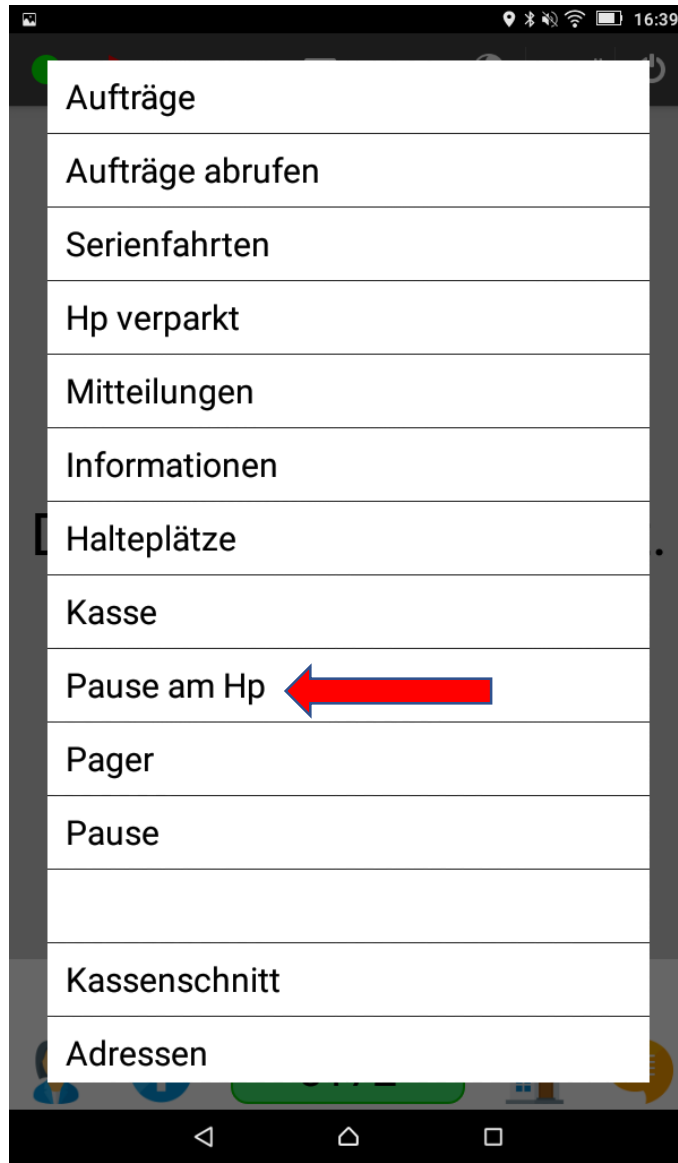 16:39
Aufträge
Aufträge abrufen
Serienfahrten
Hp verparkt
Mitteilungen
Informationen
Halteplätze
Kasse
Pause am Hp
Pager
Pause
Kassenschnitt
Adressen